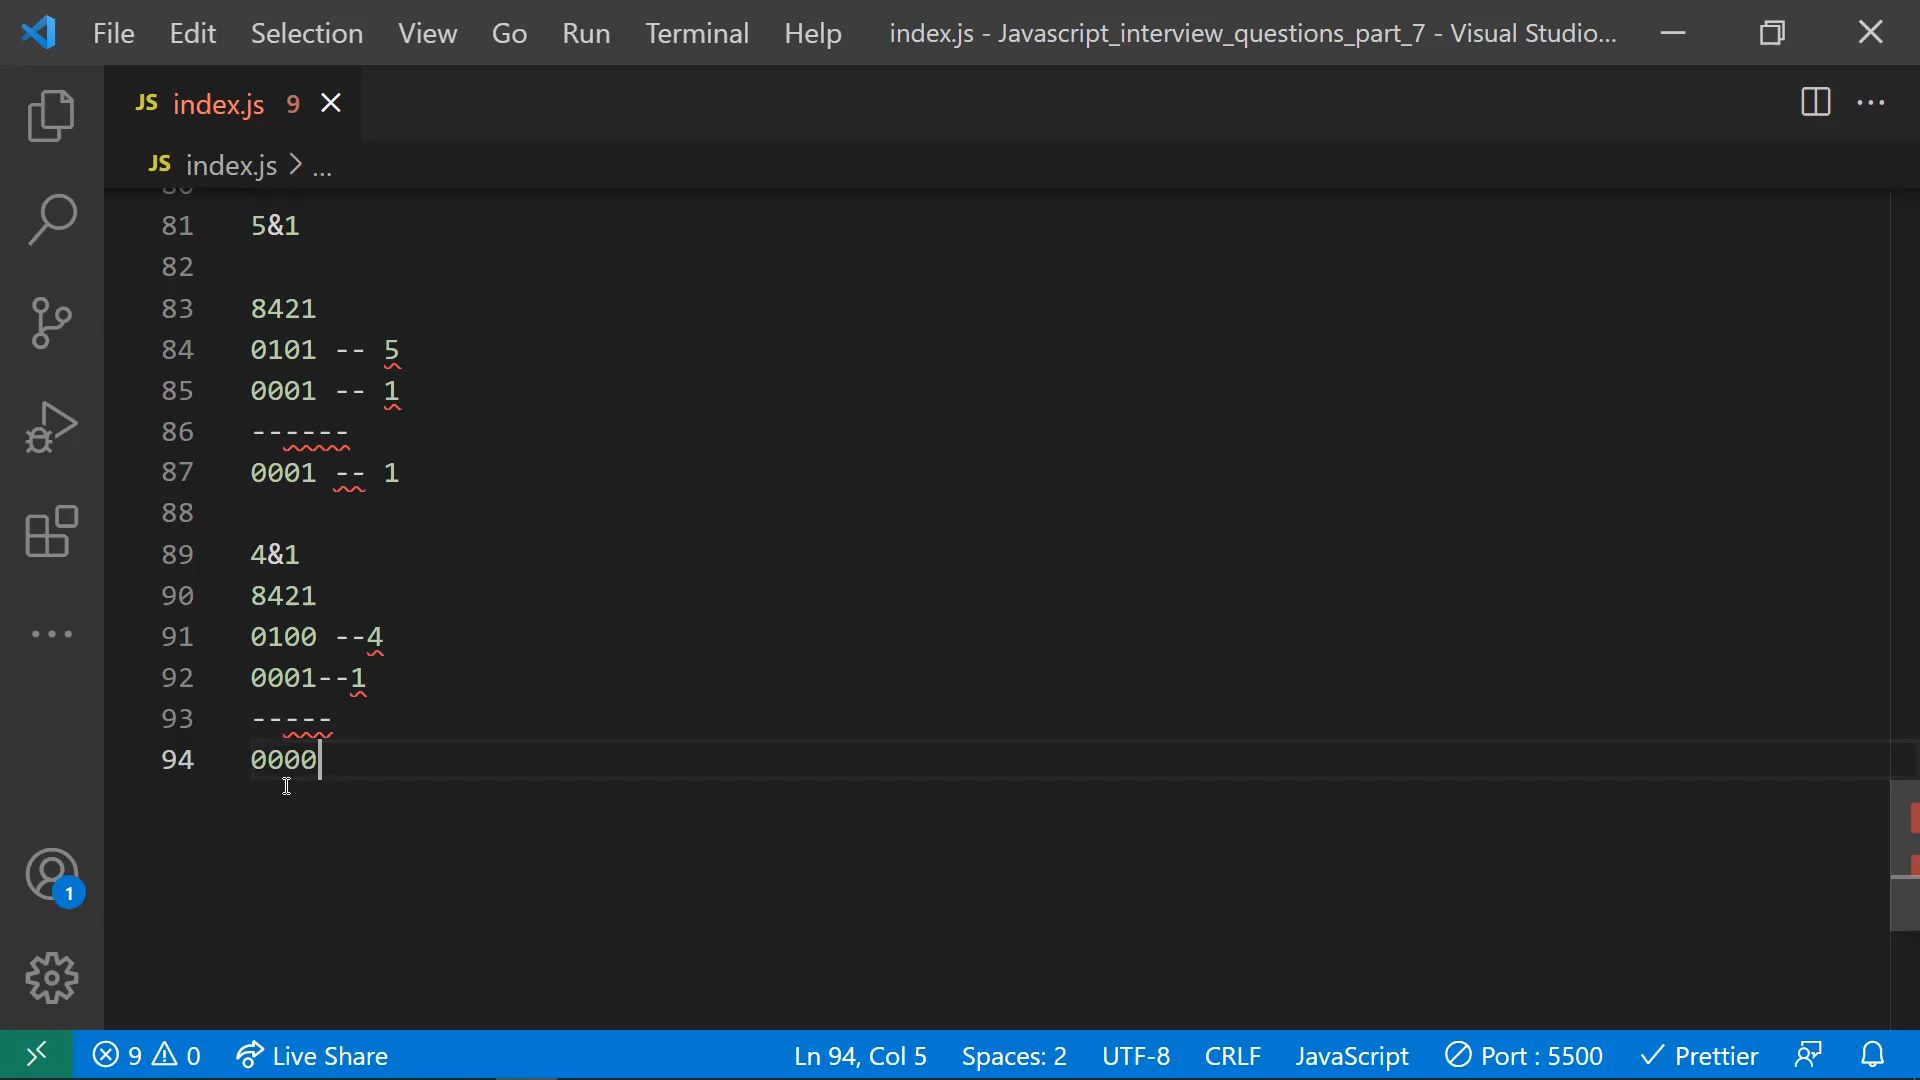 File Edit Selection View Go Run Terminal Help index.js - Javascript_interview_questions_part_7 - Visual Studio...
JS index.js 9
JS index.js > ...
80
81 5&1
82
83 8421
84 0101 -- 5
85 0001 -- 1
86 ------
87 0001 -- 1
88
89 4&1
90 8421
91 0100 --4
92 0001--1
93 -----
94 0000
1
9 0 Live Share Ln 94, Col 5 Spaces: 2 UTF-8 CRLF JavaScript Port : 5500 Prettier